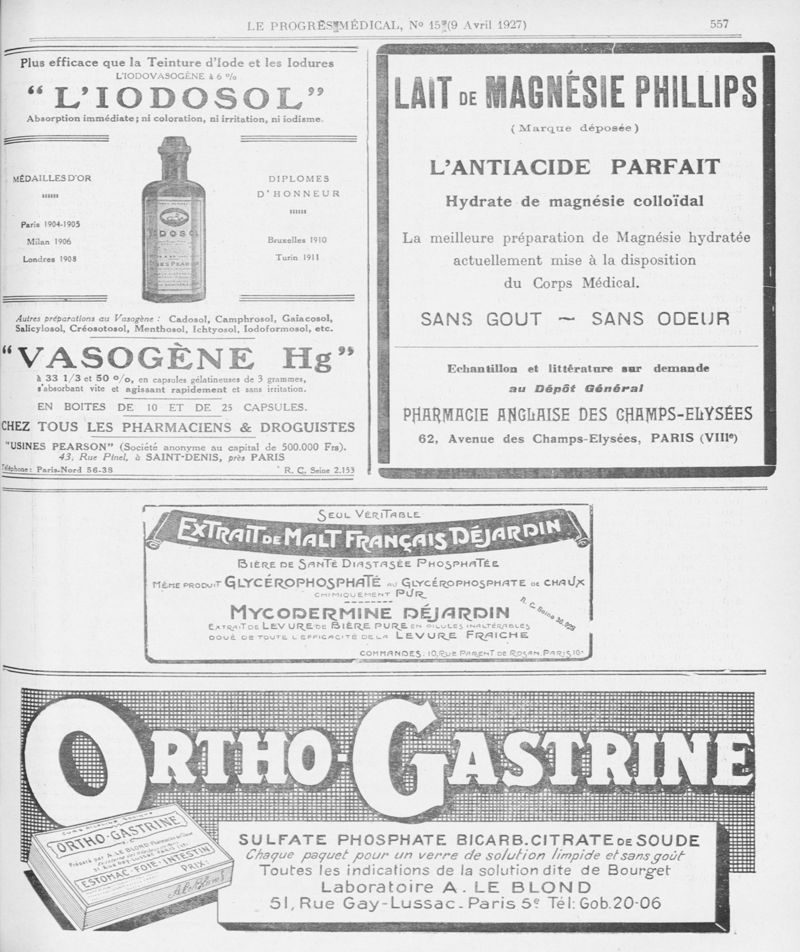 LE PROGRÈS MÉDICAL, No 15 (9 Avril 1927)
557
Plus efficace que la Teinture d'Iode et les Iodures
L'IODOVASOGÈNE à 6 %
"L'IODOSOL"
Absorption immédiate; ni coloration, ni irritation, ni iodisme.
MÉDAILLES D'OR
Paris 1904-1905
Milan 1906
Londres 1908
DIPLOMES
D'HONNEUR
Bruxelles 1910
Turin 1911
Autres préparations au Vasogène : Cadosol, Camphrosol, Gaïacosol,
Salicylosol, Créosotosol, Menthosol, Ichtyosol, Iodoformosol, etc.
"VASOGÈNE Hg"
à 33 1/3 et 50 %, en capsules gélatineuses de 3 grammes,
s'absorbant vite et agissant rapidement et sans irritation.
EN BOITES DE 10 ET DE 25 CAPSULES.
CHEZ TOUS LES PHARMACIENS & DROGUISTES
"USINES PEARSON" (Société anonyme au capital de 500.000 Frs).
43, Rue Pinel, à SAINT-DENIS, près PARIS
Téléphone: Paris-Nord 56-38
R. C. Seine 2.153
LAIT DE MAGNÉSIE PHILLIPS
(Marque déposée)
L'ANTIACIDE PARFAIT
Hydrate de magnésie colloïdal
La meilleure préparation de Magnésie hydratée
actuellement mise à la disposition
du Corps Médical.
SANS GOUT — SANS ODEUR
Echantillon et littérature sur demande
au Dépôt Général
PHARMACIE ANGLAISE DES CHAMPS-ELYSÉES
62, Avenue des Champs-Elysées, PARIS (VIIIe)
SEUL VÉRITABLE
EXTRAIT DE MALT FRANÇAIS DÉJARDIN
BIÈRE DE SANTÉ DIASTASÉE PHOSPHATÉE
MÊME PRODUIT GLYCÉROPHOSPHATÉ AU GLYCÉROPHOSPHATE DE CHAUX
CHIMIQUEMENT PUR
MYCODERMINE DÉJARDIN
R. C. Seine
EXTRAIT DE LEVURE DE BIÈRE PURE EN PILULES INALTÉRABLES
DOUÉ DE TOUTE L'EFFICACITÉ DE LA LEVURE FRAICHE
COMMANDES: 10, RUE PARENT DE ROSAN, PARIS
ORTHO-GASTRINE
ORTHO-GASTRINE
Préparé par A. LE BLOND
ESTOMAC-FOIE-INTESTIN
PRIX:
SULFATE PHOSPHATE BICARB. CITRATE DE SOUDE
Chaque paquet pour un verre de solution limpide et sans goût
Toutes les indications de la solution dite de Bourget
Laboratoire A. LE BLOND
51, Rue Gay-Lussac - Paris 5e Tél: Gob. 20-06